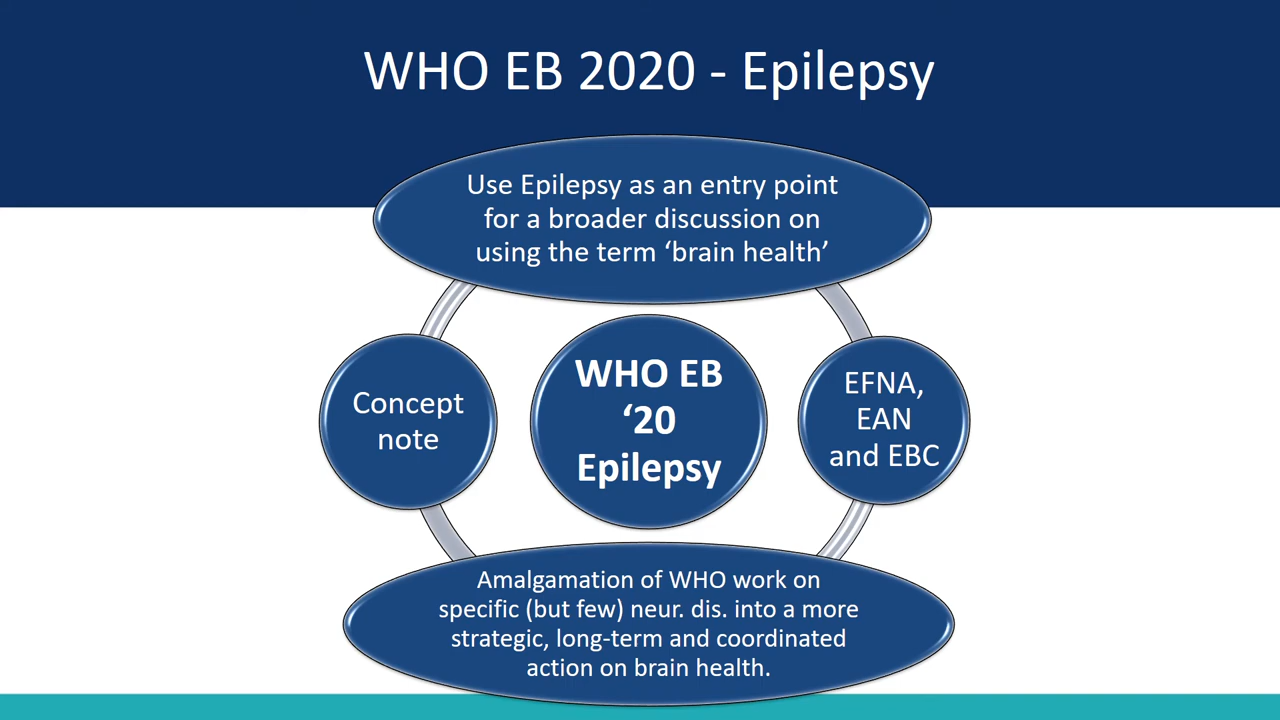 WHO EB 2020 - Epilepsy
Use Epilepsy as an entry point
for a broader discussion on
using the term ‘brain health’
Concept
note
WHO EB
‘20
Epilepsy
EFNA,
EAN
and EBC
Amalgamation of WHO work on
specific (but few) neur. dis. into a more
strategic, long-term and coordinated
action on brain health.